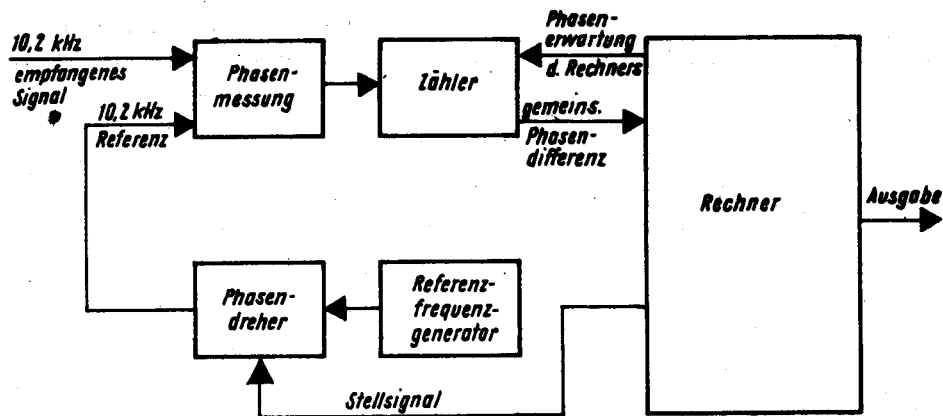 10,2 kHz
empfangenes
Signal
10,2 kHz
Referenz
Phasen-
messung
Zähler
Phasen-
erwartung
d. Rechners
gemeins.
Phasen-
differenz
Rechner
Ausgabe
Phasen-
dreher
Referenz-
frequenz-
generator
Stellsignal